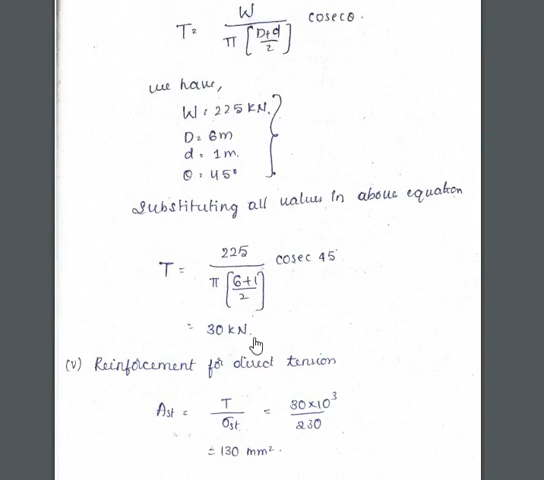 T = W / π [D+d / 2] cosecθ.
we have,
W = 225 KN.
D = 6m
d = 1m.
θ = 45°
Substituting all values in above equation
T = 225 / π [6+1 / 2] cosec 45°
= 30 KN.
(V) Reinforcement for direct tension
Ast = T / σst. = 30×10³ / 230
= 130 mm².